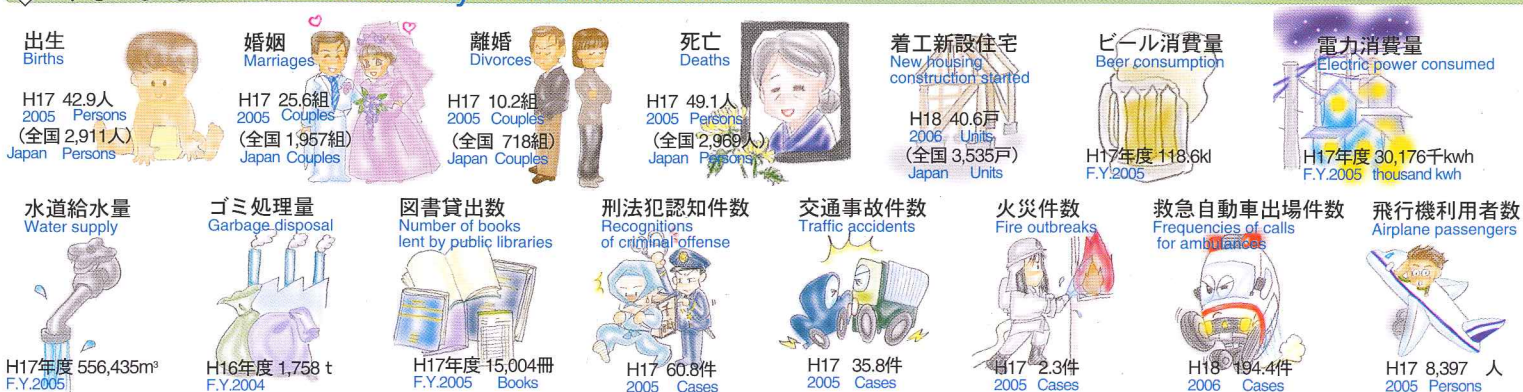 出生
Births
H17 42.9人
2005 Persons
(全国 2,911人)
Japan Persons
婚姻
Marriages
H17 25.6組
2005 Couples
(全国 1,957組)
Japan Couples
離婚
Divorces
H17 10.2組
2005 Couples
(全国 718組)
Japan Couples
死亡
Deaths
H17 49.1人
2005 Persons
(全国 2,969人)
Japan Persons
着工新設住宅
New housing
construction started
H18 40.6戸
2006 Units
(全国 3,535戸)
Japan Units
ビール消費量
Beer consumption
H17年度 118.6kl
F.Y.2005
電力消費量
Electric power consumed
H17年度 30,176千kwh
F.Y.2005 thousand kwh
水道給水量
Water supply
H17年度 556,435m³
F.Y.2005
ゴミ処理量
Garbage disposal
H16年度 1,758 t
F.Y.2004
図書貸出数
Number of books
lent by public libraries
H17年度 15,004冊
F.Y.2005 Books
刑法犯認知件数
Recognitions
of criminal offense
H17 60.8件
2005 Cases
交通事故件数
Traffic accidents
H17 35.8件
2005 Cases
火災件数
Fire outbreaks
H17 2.3件
2005 Cases
救急自動車出場件数
Frequencies of calls
for ambulances
H18 194.4件
2006 Cases
飛行機利用者数
Airplane passengers
H17 8,397 人
2005 Persons